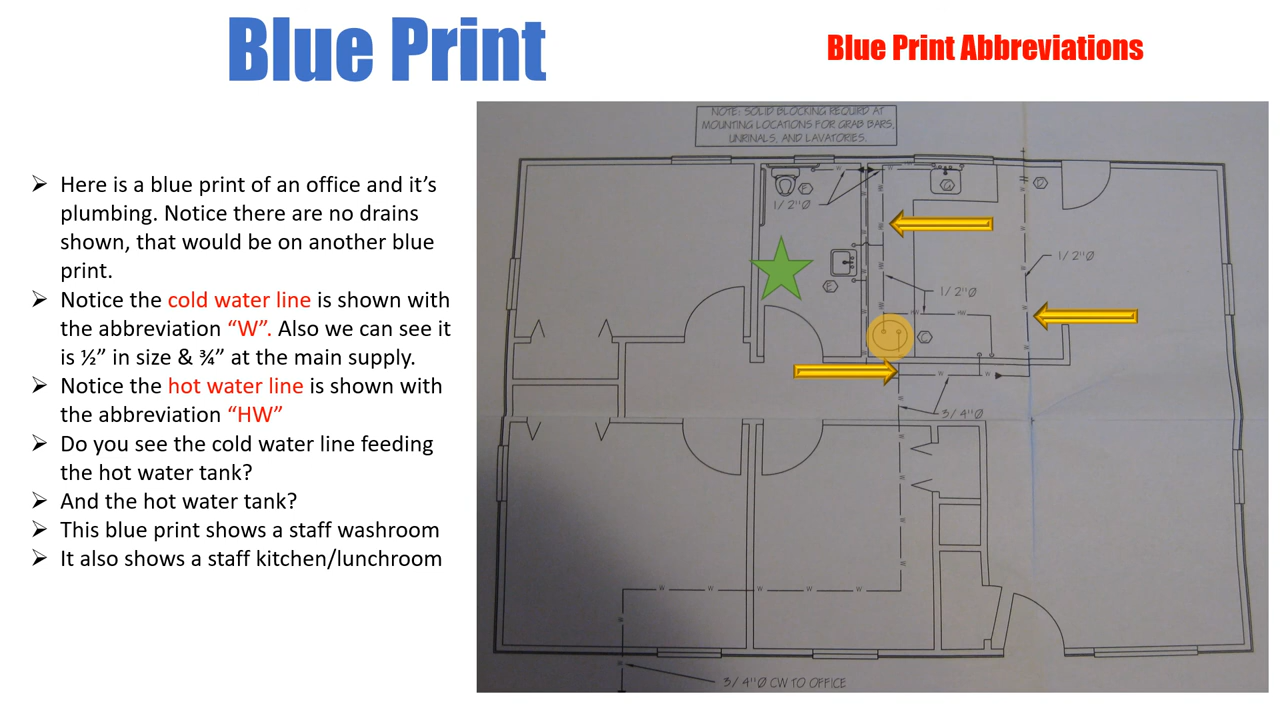 Blue Print
Blue Print Abbreviations
➢ Here is a blue print of an office and it's
plumbing. Notice there are no drains
shown, that would be on another blue
print.
➢ Notice the cold water line is shown with
the abbreviation “W”. Also we can see it
is ½” in size & ¾” at the main supply.
➢ Notice the hot water line is shown with
the abbreviation “HW”
➢ Do you see the cold water line feeding
the hot water tank?
➢ And the hot water tank?
➢ This blue print shows a staff washroom
➢ It also shows a staff kitchen/lunchroom
NOTE: SOLID BLOCKING REQUIRD AT
MOUNTING LOCATIONS FOR GRAB BARS,
URINALS, AND LAVATORIES.
1/2"Ø
1/2"Ø
1/2"Ø
3/4"Ø
3/4"Ø CW TO OFFICE